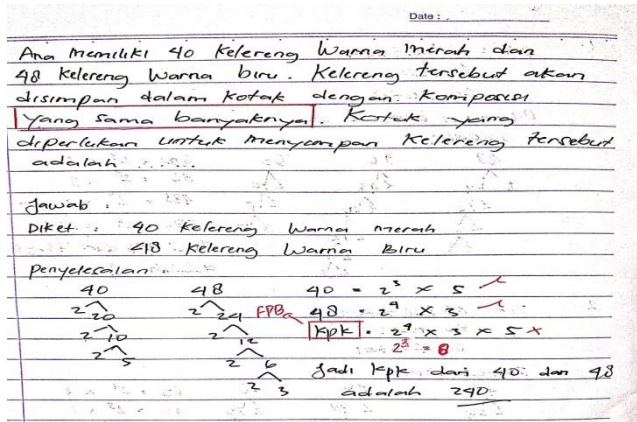 Date :
Ana memiliki 40 kelereng warna merah dan
48 kelereng warna biru. Kelereng tersebut akan
disimpan dalam kotak dengan komposisi
yang sama banyaknya. Kotak yang
diperlukan untuk menyimpan kelereng tersebut
adalah .....
Jawab :
Diket : 40 kelereng warna merah
48 kelereng warna Biru
Penyelesaian
40 48 40 = 2³ x 5
2 20 2 24 FPB 48 = 2⁴ x 3
2 10 2 12 KPK = 2⁴ x 3 x 5 x
2 5 2 6 2³ = 8
2 3 Jadi kpk dari 40 dan 48
adalah 240